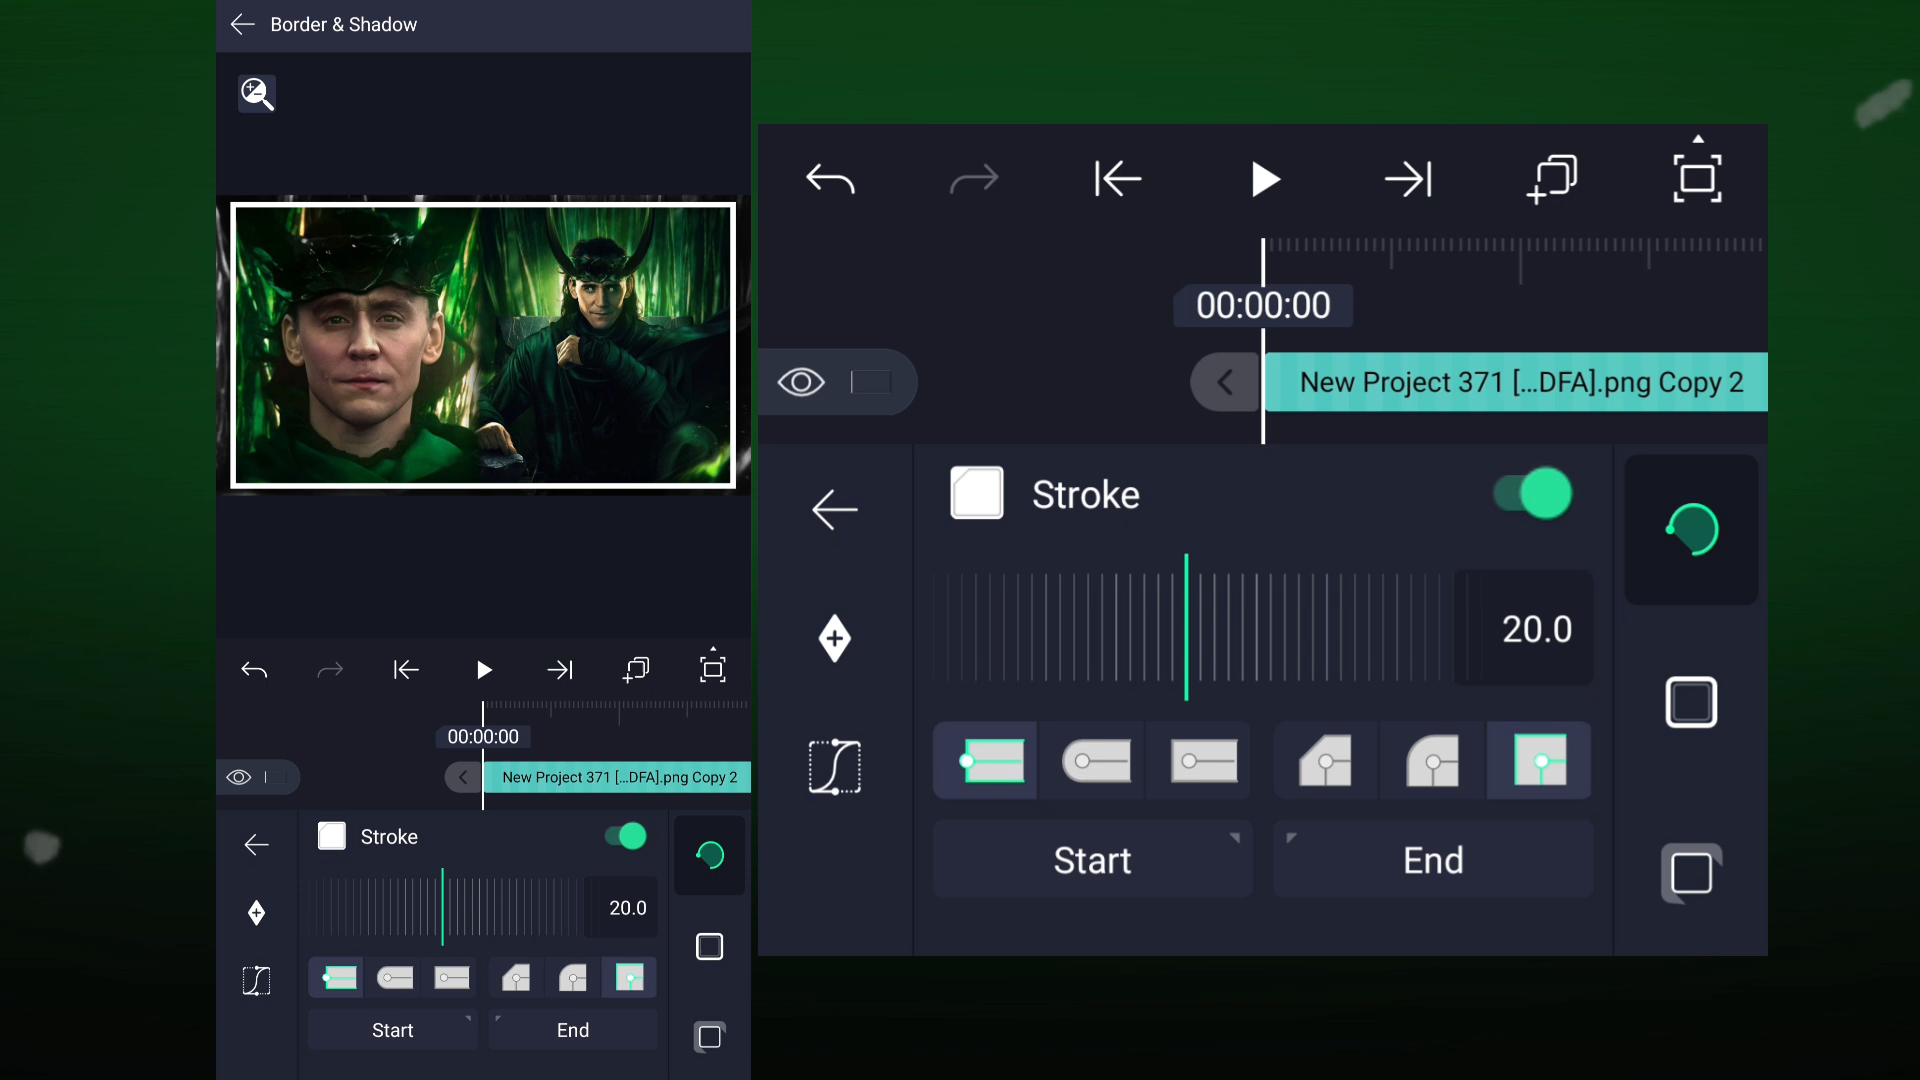 Border & Shadow
00:00:00
New Project 371 [...DFA].png Copy 2
Stroke
20.0
Start
End
00:00:00
New Project 371 [...DFA].png Copy 2
Stroke
20.0
Start
End